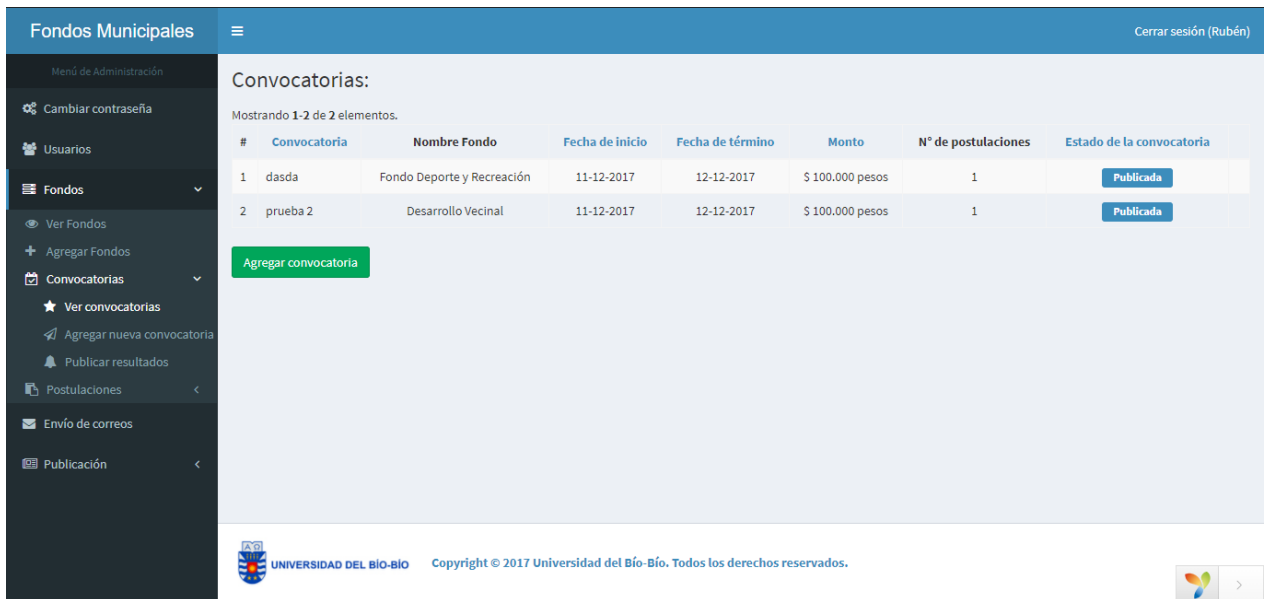 Fondos Municipales
Cerrar sesión (Rubén)
Menú de Administración
Cambiar contraseña
Usuarios
Fondos
Ver Fondos
Agregar Fondos
Convocatorias
Ver convocatorias
Agregar nueva convocatoria
Publicar resultados
Postulaciones
Envío de correos
Publicación
Convocatorias:
Mostrando 1-2 de 2 elementos.
# Convocatoria Nombre Fondo Fecha de inicio Fecha de término Monto N° de postulaciones Estado de la convocatoria
1 dasda Fondo Deporte y Recreación 11-12-2017 12-12-2017 $ 100.000 pesos 1 Publicada
2 prueba 2 Desarrollo Vecinal 11-12-2017 12-12-2017 $ 100.000 pesos 1 Publicada
Agregar convocatoria
UNIVERSIDAD DEL BÍO-BÍO Copyright © 2017 Universidad del Bío-Bío. Todos los derechos reservados.